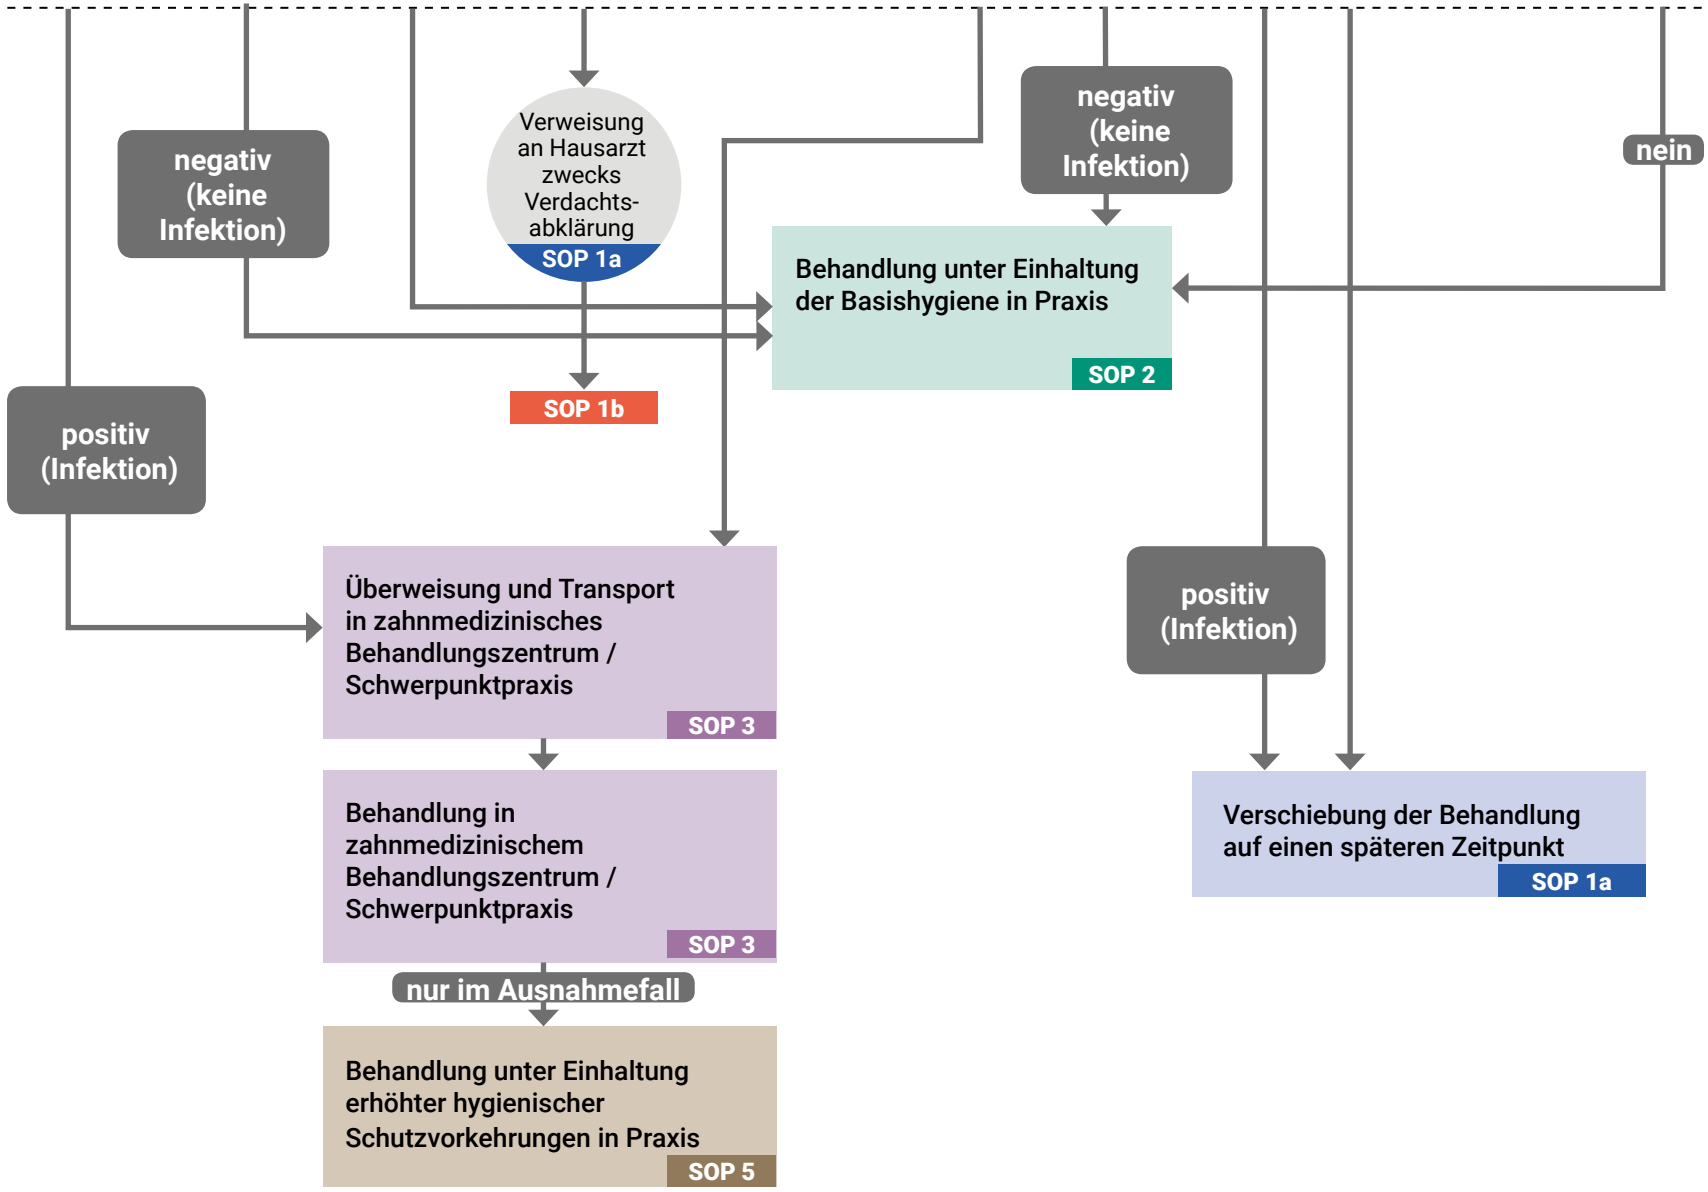 Verweisung
an Hausarzt
zwecks
Verdachts-
abklärung
SOP 1a
negativ
(keine
Infektion)
negativ
(keine
Infektion)
nein
Behandlung unter Einhaltung
der Basishygiene in Praxis
SOP 2
SOP 1b
positiv
(Infektion)
Überweisung und Transport
in zahnmedizinisches
Behandlungszentrum /
Schwerpunktpraxis
SOP 3
positiv
(Infektion)
Behandlung in
zahnmedizinischem
Behandlungszentrum /
Schwerpunktpraxis
SOP 3
Verschiebung der Behandlung
auf einen späteren Zeitpunkt
SOP 1a
nur im Ausnahmefall
Behandlung unter Einhaltung
erhöhter hygienischer
Schutzvorkehrungen in Praxis
SOP 5